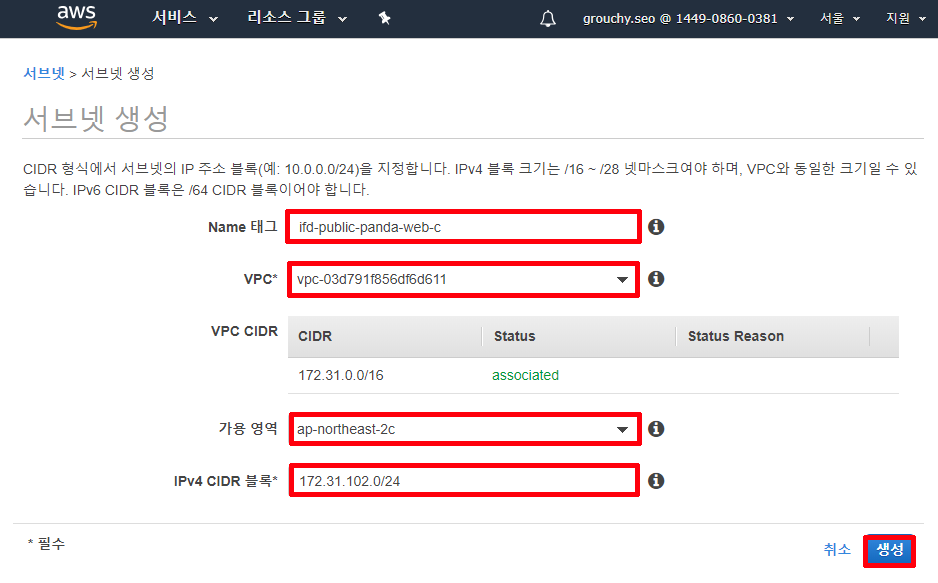 aws 서비스 리소스 그룹 grouchy.seo @ 1449-0860-0381 서울 지원
서브넷 > 서브넷 생성
서브넷 생성
CIDR 형식에서 서브넷의 IP 주소 블록(예: 10.0.0.0/24)을 지정합니다. IPv4 블록 크기는 /16 ~ /28 넷마스크여야 하며, VPC와 동일한 크기일 수 있
습니다. IPv6 CIDR 블록은 /64 CIDR 블록이어야 합니다.
Name 태그 ifd-public-panda-web-c
VPC* vpc-03d791f856df6d611
VPC CIDR CIDR Status Status Reason
172.31.0.0/16 associated
가용 영역 ap-northeast-2c
IPv4 CIDR 블록* 172.31.102.0/24
* 필수 취소 생성